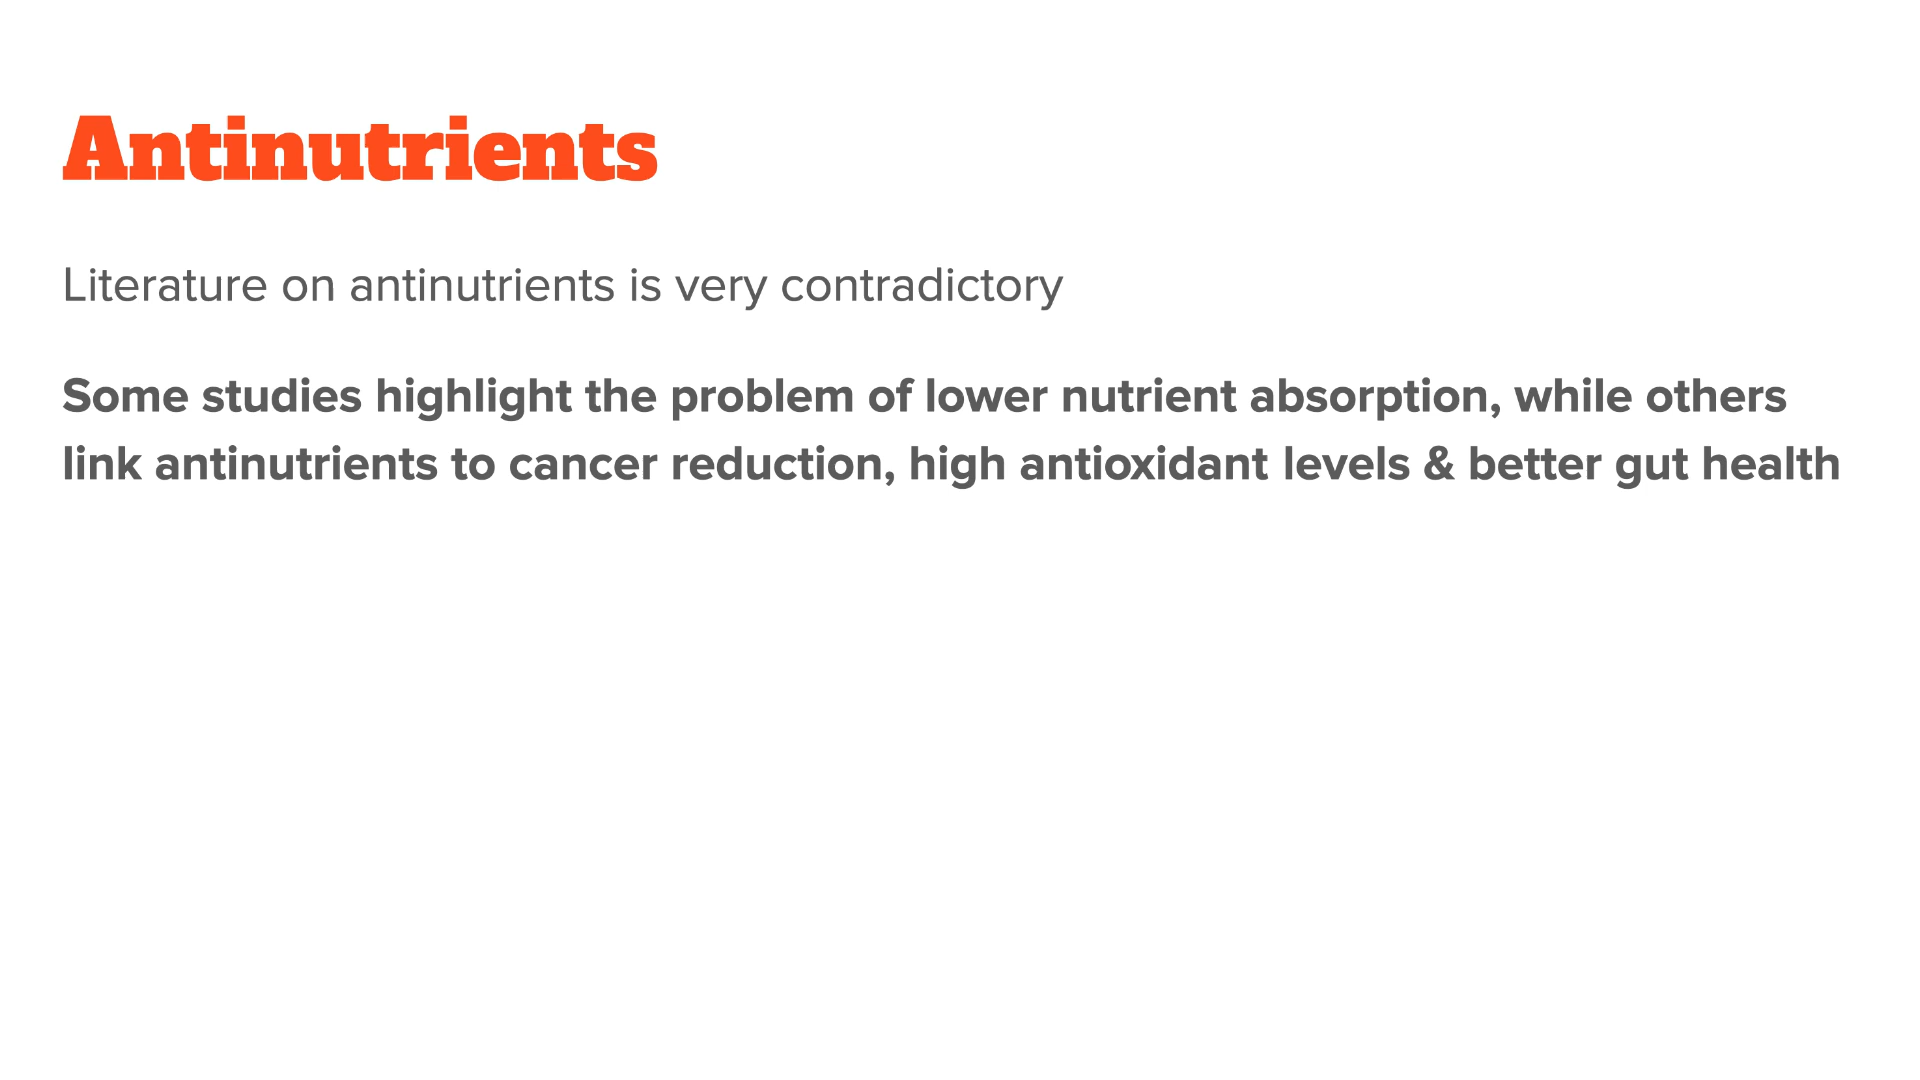 Antinutrients
Literature on antinutrients is very contradictory
Some studies highlight the problem of lower nutrient absorption, while others
link antinutrients to cancer reduction, high antioxidant levels & better gut health